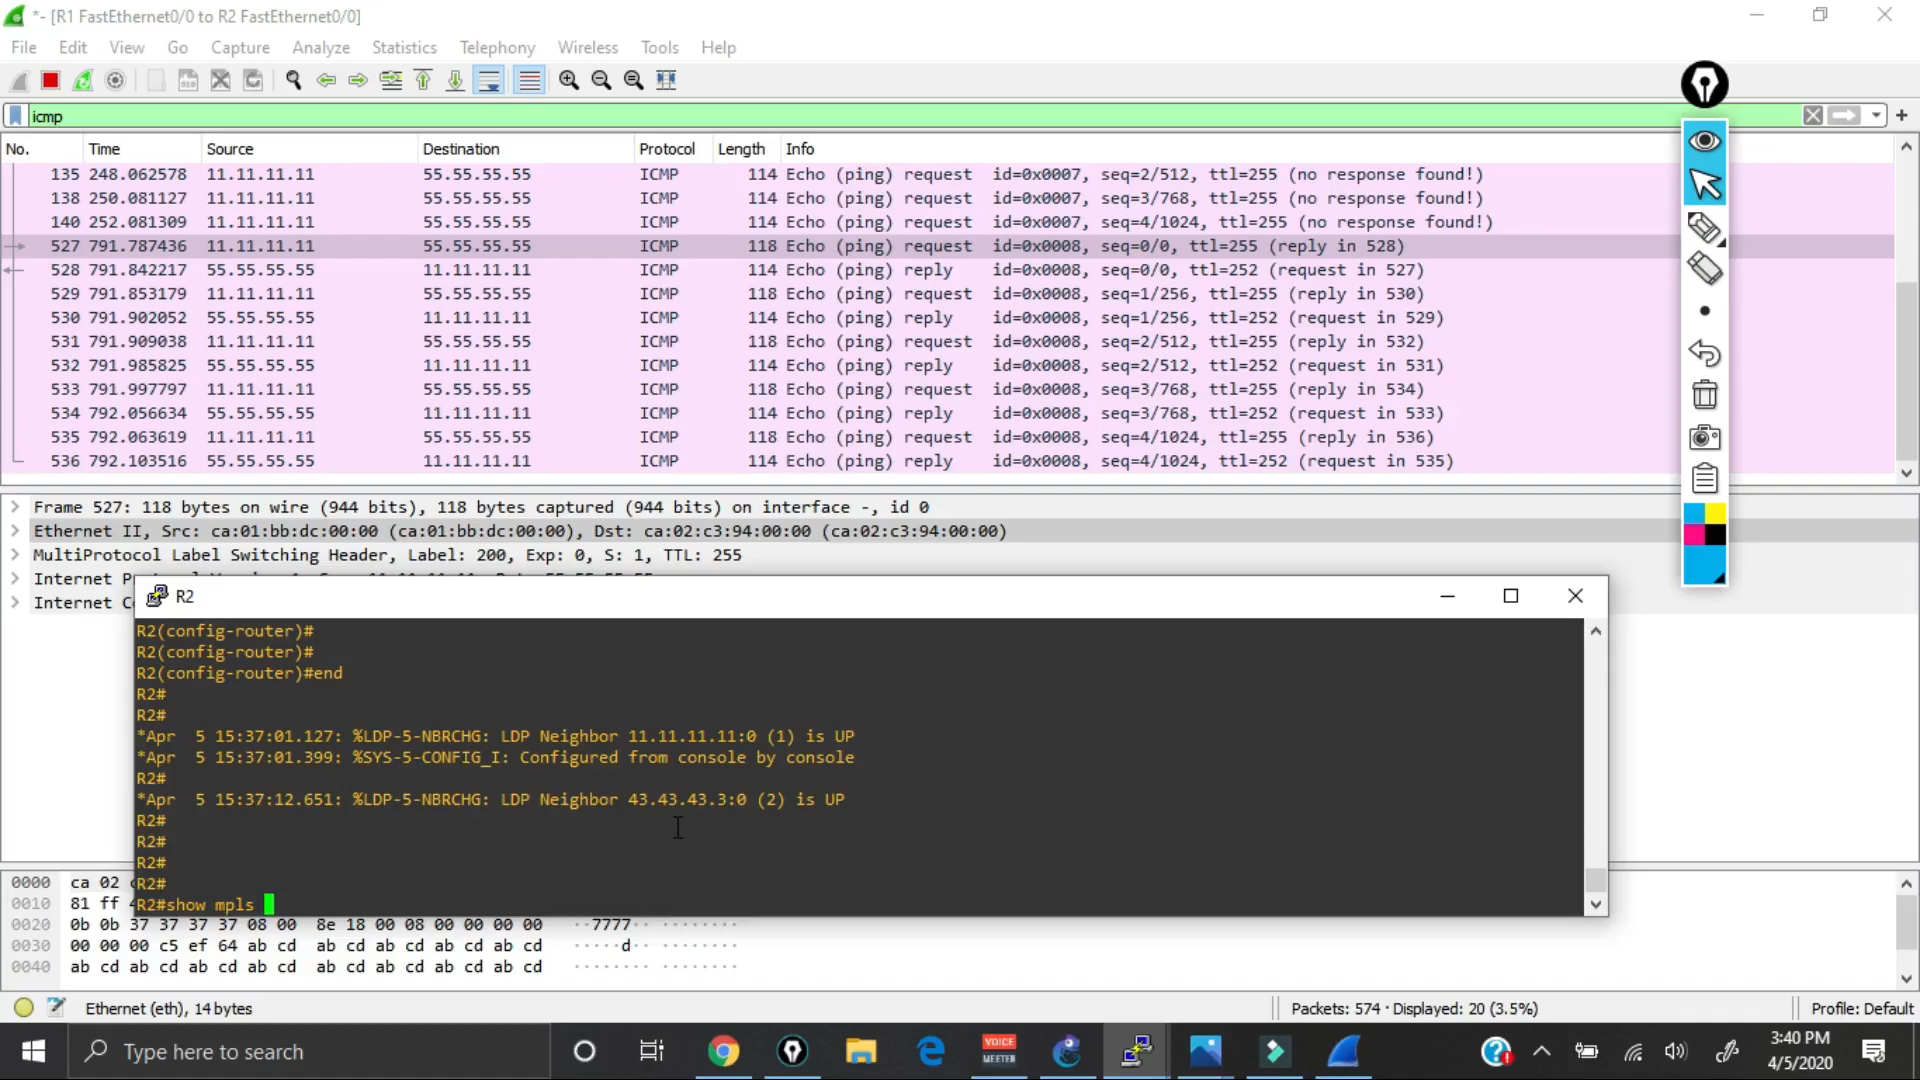 *- [R1 FastEthernet0/0 to R2 FastEthernet0/0]
File Edit View Go Capture Analyze Statistics Telephony Wireless Tools Help
icmp
No. Time Source Destination Protocol Length Info
135 248.062578 11.11.11.11 55.55.55.55 ICMP 114 Echo (ping) request id=0x0007, seq=2/512, ttl=255 (no response found!)
138 250.081127 11.11.11.11 55.55.55.55 ICMP 114 Echo (ping) request id=0x0007, seq=3/768, ttl=255 (no response found!)
140 252.081309 11.11.11.11 55.55.55.55 ICMP 114 Echo (ping) request id=0x0007, seq=4/1024, ttl=255 (no response found!)
527 791.787436 11.11.11.11 55.55.55.55 ICMP 118 Echo (ping) request id=0x0008, seq=0/0, ttl=255 (reply in 528)
528 791.842217 55.55.55.55 11.11.11.11 ICMP 114 Echo (ping) reply id=0x0008, seq=0/0, ttl=252 (request in 527)
529 791.853179 11.11.11.11 55.55.55.55 ICMP 118 Echo (ping) request id=0x0008, seq=1/256, ttl=255 (reply in 530)
530 791.902052 55.55.55.55 11.11.11.11 ICMP 114 Echo (ping) reply id=0x0008, seq=1/256, ttl=252 (request in 529)
531 791.909038 11.11.11.11 55.55.55.55 ICMP 118 Echo (ping) request id=0x0008, seq=2/512, ttl=255 (reply in 532)
532 791.985825 55.55.55.55 11.11.11.11 ICMP 114 Echo (ping) reply id=0x0008, seq=2/512, ttl=252 (request in 531)
533 791.997797 11.11.11.11 55.55.55.55 ICMP 118 Echo (ping) request id=0x0008, seq=3/768, ttl=255 (reply in 534)
534 792.056634 55.55.55.55 11.11.11.11 ICMP 114 Echo (ping) reply id=0x0008, seq=3/768, ttl=252 (request in 533)
535 792.063619 11.11.11.11 55.55.55.55 ICMP 118 Echo (ping) request id=0x0008, seq=4/1024, ttl=255 (reply in 536)
536 792.103516 55.55.55.55 11.11.11.11 ICMP 114 Echo (ping) reply id=0x0008, seq=4/1024, ttl=252 (request in 535)
Frame 527: 118 bytes on wire (944 bits), 118 bytes captured (944 bits) on interface -, id 0
Ethernet II, Src: ca:01:bb:dc:00:00 (ca:01:bb:dc:00:00), Dst: ca:02:c3:94:00:00 (ca:02:c3:94:00:00)
MultiProtocol Label Switching Header, Label: 200, Exp: 0, S: 1, TTL: 255
Internet P
Internet Co
R2
R2(config-router)#
R2(config-router)#
R2(config-router)#end
R2#
R2#
*Apr  5 15:37:01.127: %LDP-5-NBRCHG: LDP Neighbor 11.11.11.11:0 (1) is UP
*Apr  5 15:37:01.399: %SYS-5-CONFIG_I: Configured from console by console
R2#
*Apr  5 15:37:12.651: %LDP-5-NBRCHG: LDP Neighbor 43.43.43.3:0 (2) is UP
R2#
R2#
R2#
R2#
R2#show mpls
0000 ca 02
0010 81 ff
0020 0b 0b 37 37 37 37 08 00 8e 18 00 08 00 00 00 00 ··7777·· ········
0030 00 00 00 c5 ef 64 ab cd ab cd ab cd ab cd ab cd ·····d·· ········
0040 ab cd ab cd ab cd ab cd ab cd ab cd ab cd ab cd ········ ········
Ethernet (eth), 14 bytes
Packets: 574 · Displayed: 20 (3.5%)
Profile: Default
Type here to search
VOICE
MEETER
3:40 PM
4/5/2020